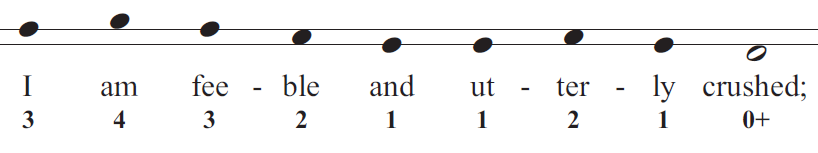 I am fee - ble and ut - ter - ly crushed;
3 4 3 2 1 1 2 1 0+